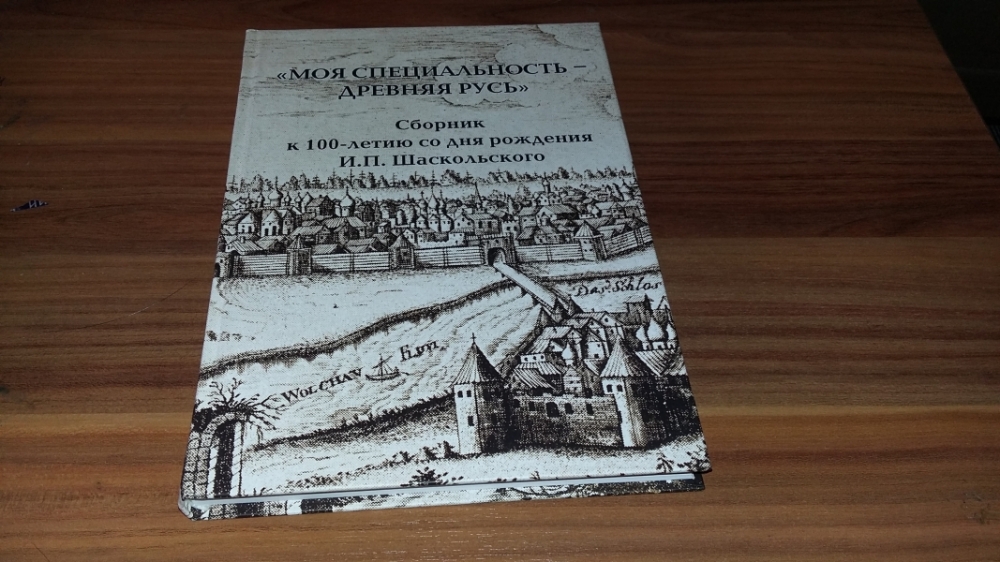 «МОЯ СПЕЦИАЛЬНОСТЬ –
ДРЕВНЯЯ РУСЬ»
Сборник
к 100-летию со дня рождения
И.П. Шаскольского
Das Schlos
WOLCHAV